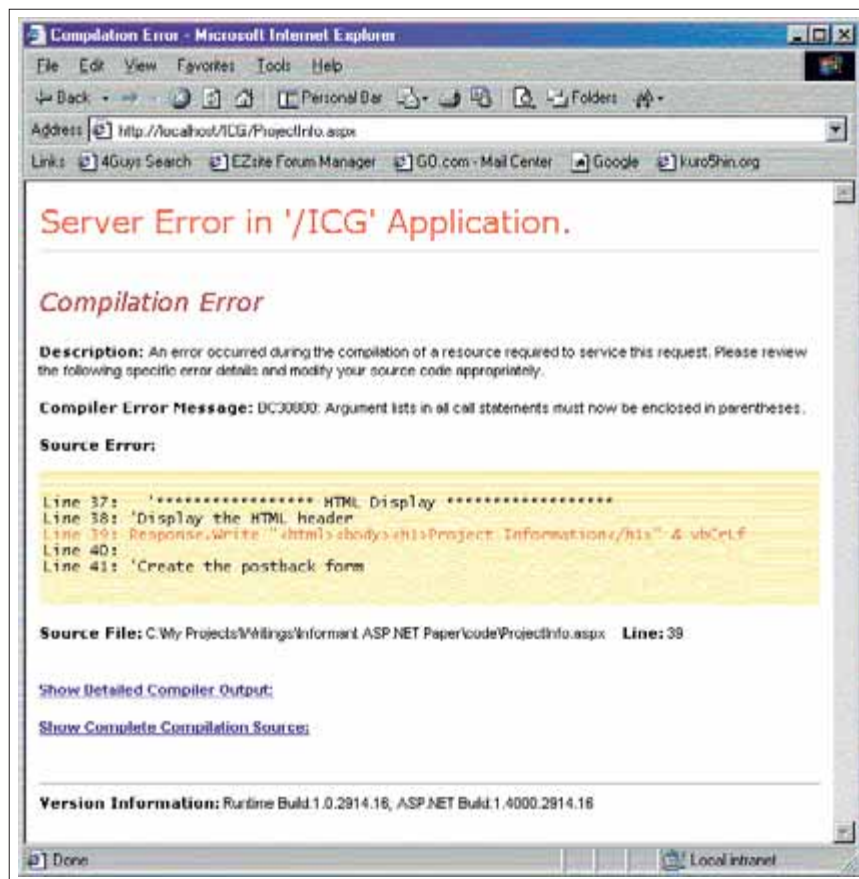 Compilation Error - Microsoft Internet Explorer
File Edit View Favorites Tools Help
Back Personal Bar Folders
Address http://localhost/ICG/ProjectInfo.aspx
Links 4Guys Search EZsite Forum Manager GO.com - Mail Center Google kuro5hin.org
Server Error in '/ICG' Application.
Compilation Error
Description: An error occurred during the compilation of a resource required to service this request. Please review
the following specific error details and modify your source code appropriately.
Compiler Error Message: Argument lists in all call statements must now be enclosed in parentheses.
Source Error:
Line 37: '****************** HTML Display ******************
Line 38: 'Display the HTML header
Line 39: Response.Write "<html><body><h1>Project Information</h1>" & vbCrLf
Line 40:
Line 41: 'Create the postback form
Source File: C:\My Projects\Writings\Informant ASP.NET Paper\code\ProjectInfo.aspx Line: 39
Show Detailed Compiler Output:
Show Complete Compilation Source:
Version Information: Runtime Build:1.0.2914.16; ASP.NET Build:1.4000.2914.16
Done Local intranet